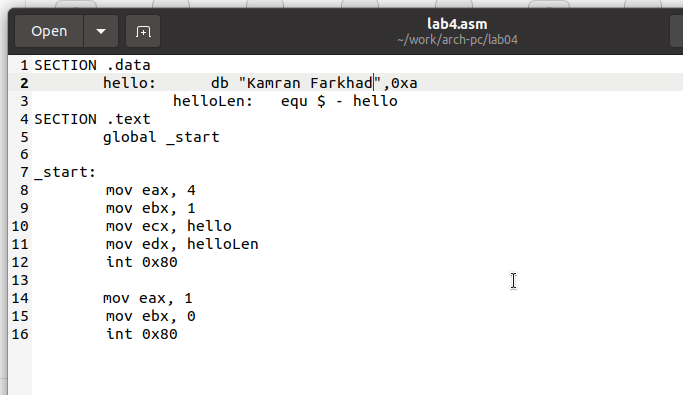 Open
lab4.asm
~/work/arch-pc/lab04
1 SECTION .data
2 hello: db "Kamran Farkhad",0xa
3 helloLen: equ $ - hello
4 SECTION .text
5 global _start
6
7 _start:
8 mov eax, 4
9 mov ebx, 1
10 mov ecx, hello
11 mov edx, helloLen
12 int 0x80
13
14 mov eax, 1
15 mov ebx, 0
16 int 0x80